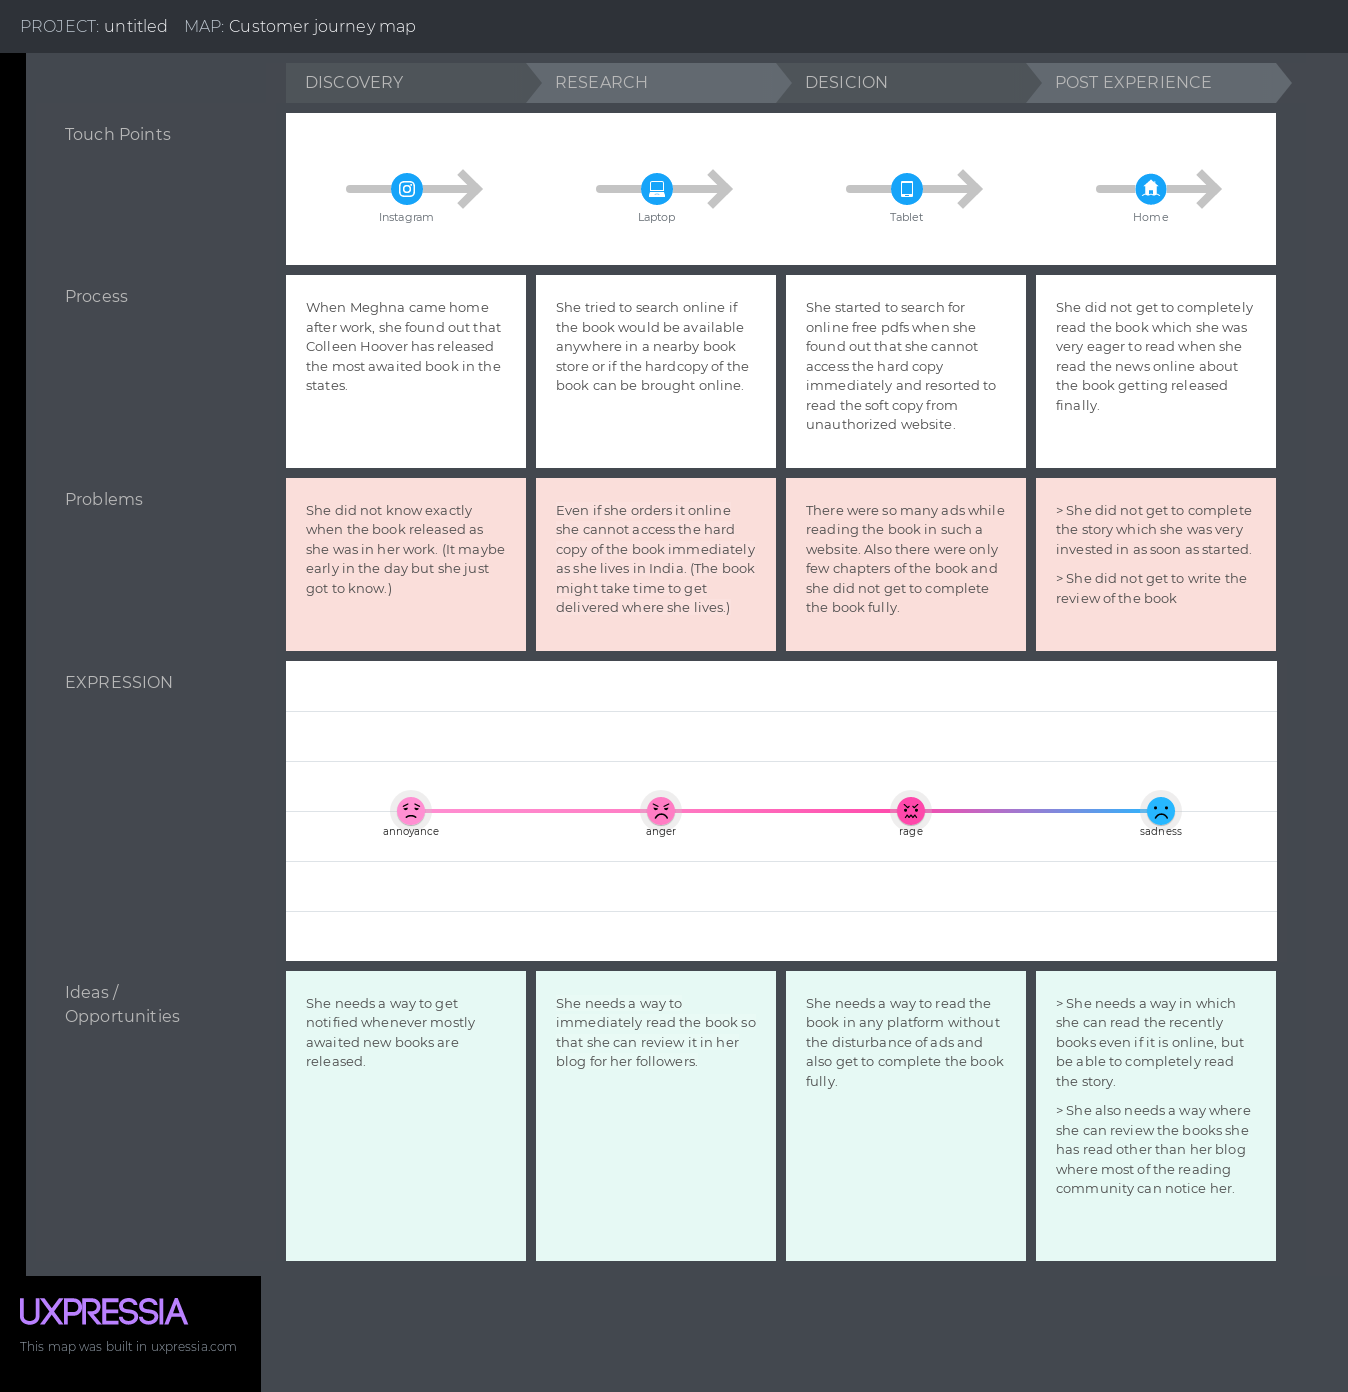 PROJECT: untitled MAP: Customer journey map
DISCOVERY
RESEARCH
DESICION
POST EXPERIENCE
Touch Points
Instagram
Laptop
Tablet
Home
Process
When Meghna came home
after work, she found out that
Colleen Hoover has released
the most awaited book in the
states.
She tried to search online if
the book would be available
anywhere in a nearby book
store or if the hardcopy of the
book can be brought online.
She started to search for
online free pdfs when she
found out that she cannot
access the hard copy
immediately and resorted to
read the soft copy from
unauthorized website.
She did not get to completely
read the book which she was
very eager to read when she
read the news online about
the book getting released
finally.
Problems
She did not know exactly
when the book released as
she was in her work. (It maybe
early in the day but she just
got to know.)
Even if she orders it online
she cannot access the hard
copy of the book immediately
as she lives in India. (The book
might take time to get
delivered where she lives.)
There were so many ads while
reading the book in such a
website. Also there were only
few chapters of the book and
she did not get to complete
the book fully.
> She did not get to complete
the story which she was very
invested in as soon as started.
> She did not get to write the
review of the book
EXPRESSION
annoyance
anger
rage
sadness
Ideas /
Opportunities
She needs a way to get
notified whenever mostly
awaited new books are
released.
She needs a way to
immediately read the book so
that she can review it in her
blog for her followers.
She needs a way to read the
book in any platform without
the disturbance of ads and
also get to complete the book
fully.
> She needs a way in which
she can read the recently
books even if it is online, but
be able to completely read
the story.
> She also needs a way where
she can review the books she
has read other than her blog
where most of the reading
community can notice her.
UXPRESSIA
This map was built in uxpressia.com